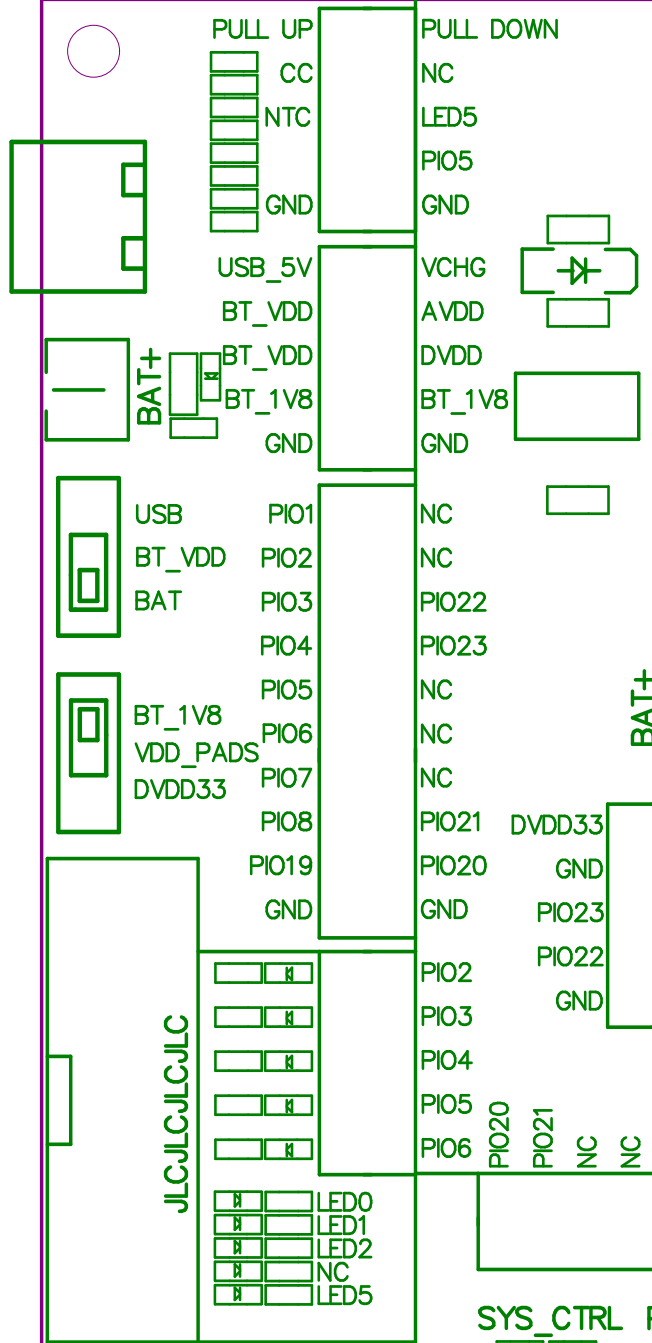 PULL UP PULL DOWN
CC NC
NTC LED5
PIO5
GND GND
USB_5V VCHG
BT_VDD AVDD
BT_VDD DVDD
BT_1V8 BT_1V8
GND GND
BAT+
USB
BT_VDD
BAT
PIO1 NC
PIO2 NC
PIO3 PIO22
PIO4 PIO23
PIO5 NC
PIO6 NC
PIO7 NC
PIO8 PIO21
PIO19 PIO20
GND GND
BT_1V8
VDD_PADS
DVDD33
BAT+
DVDD33
GND
PIO23
PIO22
GND
JLCJLCJLCJLC
PIO2
PIO3
PIO4
PIO5
PIO6
PIO20
PIO21
NC
NC
LED0
LED1
LED2
NC
LED5
SYS_CTRL